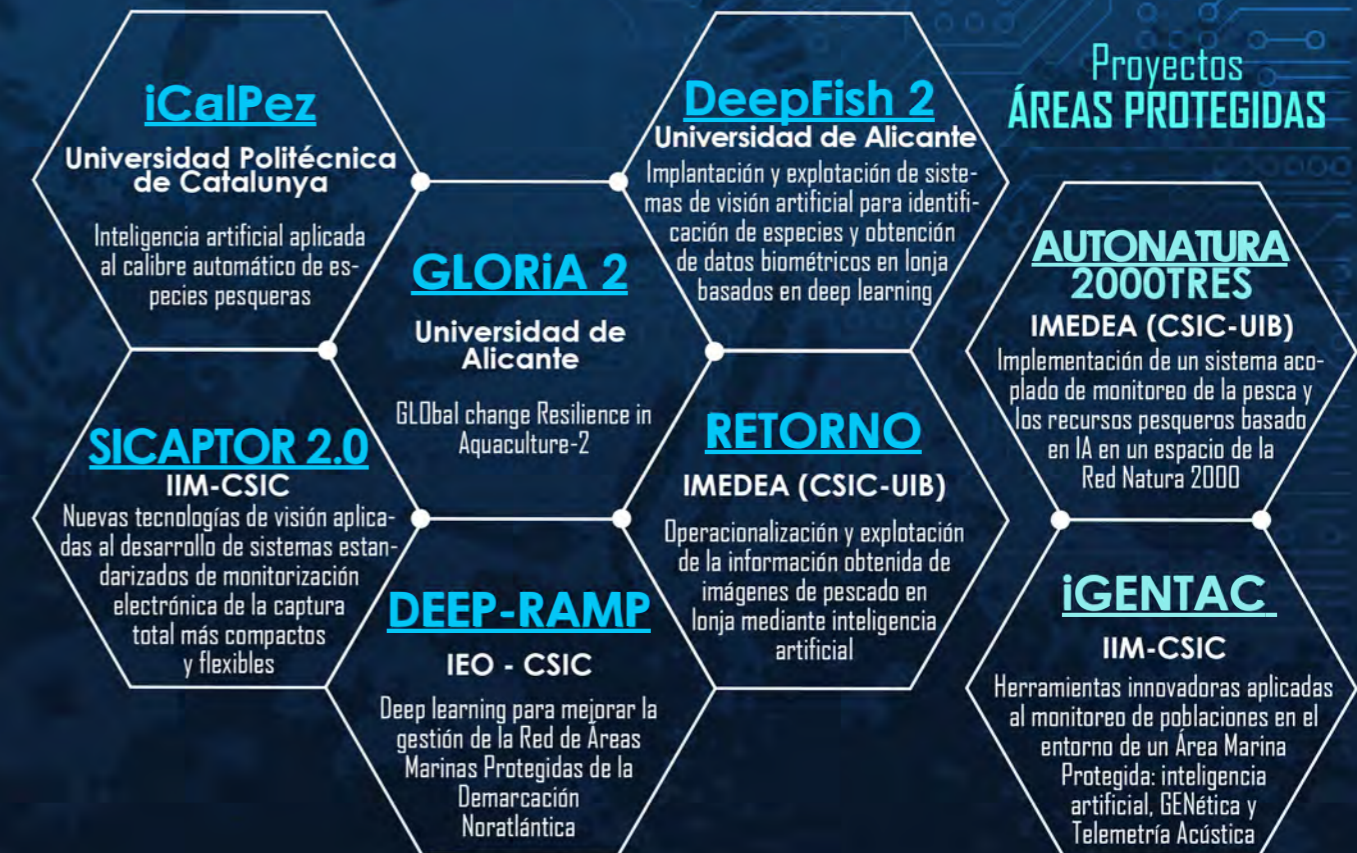 iCalPez
Universidad Politécnica
de Catalunya
Inteligencia artificial aplicada
al calibre automático de es-
pecies pesqueras
DeepFish 2
Universidad de Alicante
Implantación y explotación de siste-
mas de visión artificial para identifi-
cación de especies y obtención
de datos biométricos en lonja
basados en deep learning
Proyectos
ÁREAS PROTEGIDAS
GLORiA 2
Universidad de
Alicante
GLObal change Resilience in
Aquaculture-2
AUTONATURA
2000TRES
IMEDEA (CSIC-UIB)
Implementación de un sistema aco-
plado de monitoreo de la pesca y
los recursos pesqueros basado
en IA en un espacio de la
Red Natura 2000
SICAPTOR 2.0
IIM-CSIC
Nuevas tecnologías de visión aplica-
das al desarrollo de sistemas estan-
darizados de monitorización
electrónica de la captura
total más compactos
y flexibles
RETORNO
IMEDEA (CSIC-UIB)
Operacionalización y explotación
de la información obtenida de
imágenes de pescado en
lonja mediante inteligencia
artificial
DEEP-RAMP
IEO - CSIC
Deep learning para mejorar la
gestión de la Red de Áreas
Marinas Protegidas de la
Demarcación
Noratlántica
iGENTAC
IIM-CSIC
Herramientas innovadoras aplicadas
al monitoreo de poblaciones en el
entorno de un Área Marina
Protegida: inteligencia
artificial, GENética y
Telemetría Acústica